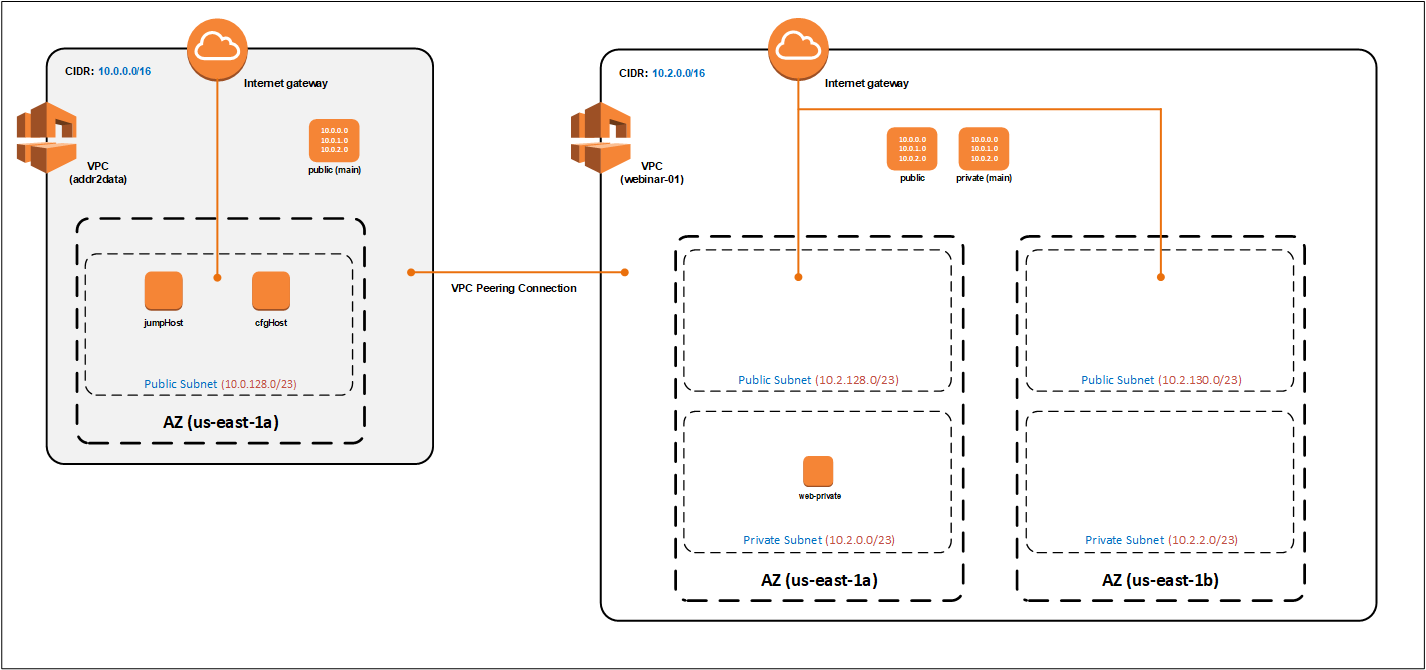 CIDR: 10.0.0.0/16
Internet gateway
VPC
(addr2data)
10.0.0.0
10.0.1.0
10.0.2.0
public (main)
jumpHost
cfgHost
Public Subnet (10.0.128.0/23)
AZ (us-east-1a)
VPC Peering Connection
CIDR: 10.2.0.0/16
Internet gateway
VPC
(webinar-01)
10.0.0.0
10.0.1.0
10.0.2.0
public
10.0.0.0
10.0.1.0
10.0.2.0
private (main)
Public Subnet (10.2.128.0/23)
web-private
Private Subnet (10.2.0.0/23)
AZ (us-east-1a)
Public Subnet (10.2.130.0/23)
Private Subnet (10.2.2.0/23)
AZ (us-east-1b)